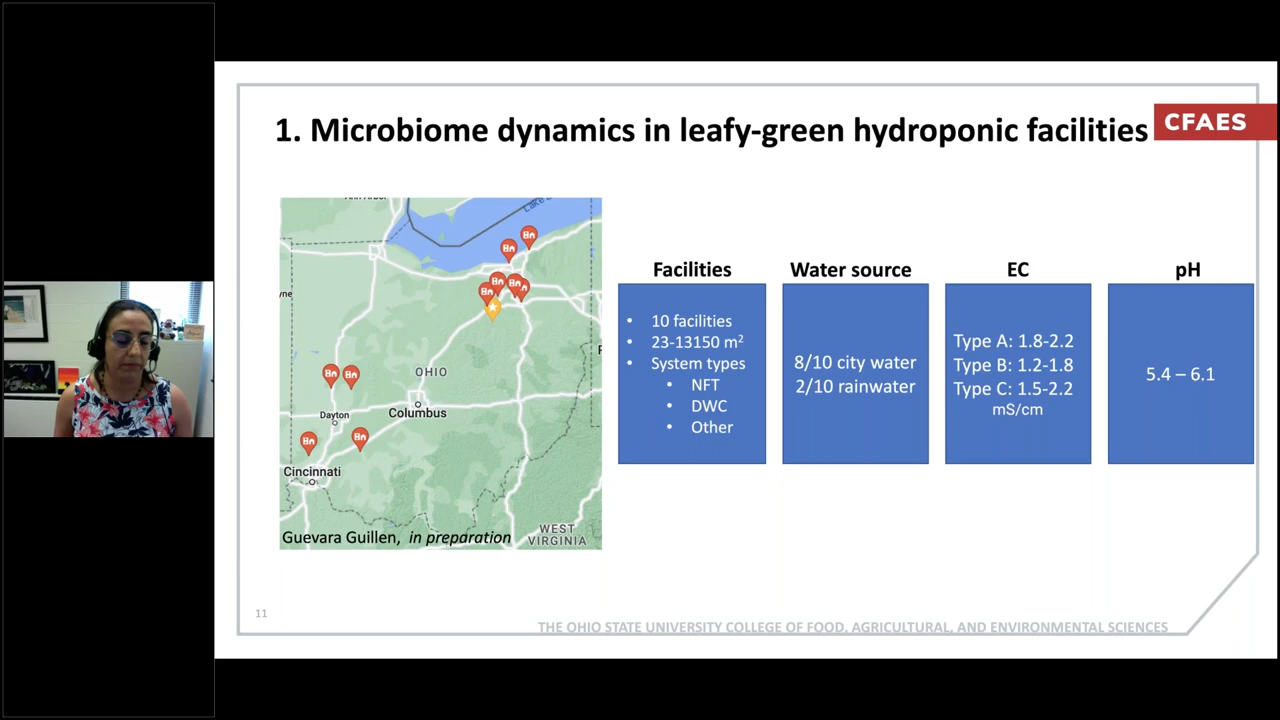 1. Microbiome dynamics in leafy-green hydroponic facilities
CFAES
OHIO
Columbus
Dayton
Cincinnati
WEST
VIRGINIA
Guevara Guillen, in preparation
Facilities
• 10 facilities
• 23-13150 m²
• System types
• NFT
• DWC
• Other
Water source
8/10 city water
2/10 rainwater
EC
Type A: 1.8-2.2
Type B: 1.2-1.8
Type C: 1.5-2.2
mS/cm
pH
5.4 – 6.1
11
THE OHIO STATE UNIVERSITY COLLEGE OF FOOD, AGRICULTURAL, AND ENVIRONMENTAL SCIENCES